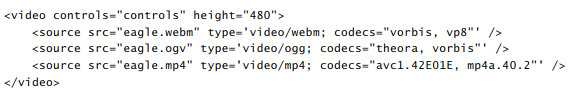 <video controls="controls" height="480">
    <source src="eagle.webm" type='video/webm; codecs="vorbis, vp8"' />
    <source src="eagle.ogv" type='video/ogg; codecs="theora, vorbis"' />
    <source src="eagle.mp4" type='video/mp4; codecs="avc1.42E01E, mp4a.40.2"' />
</video>